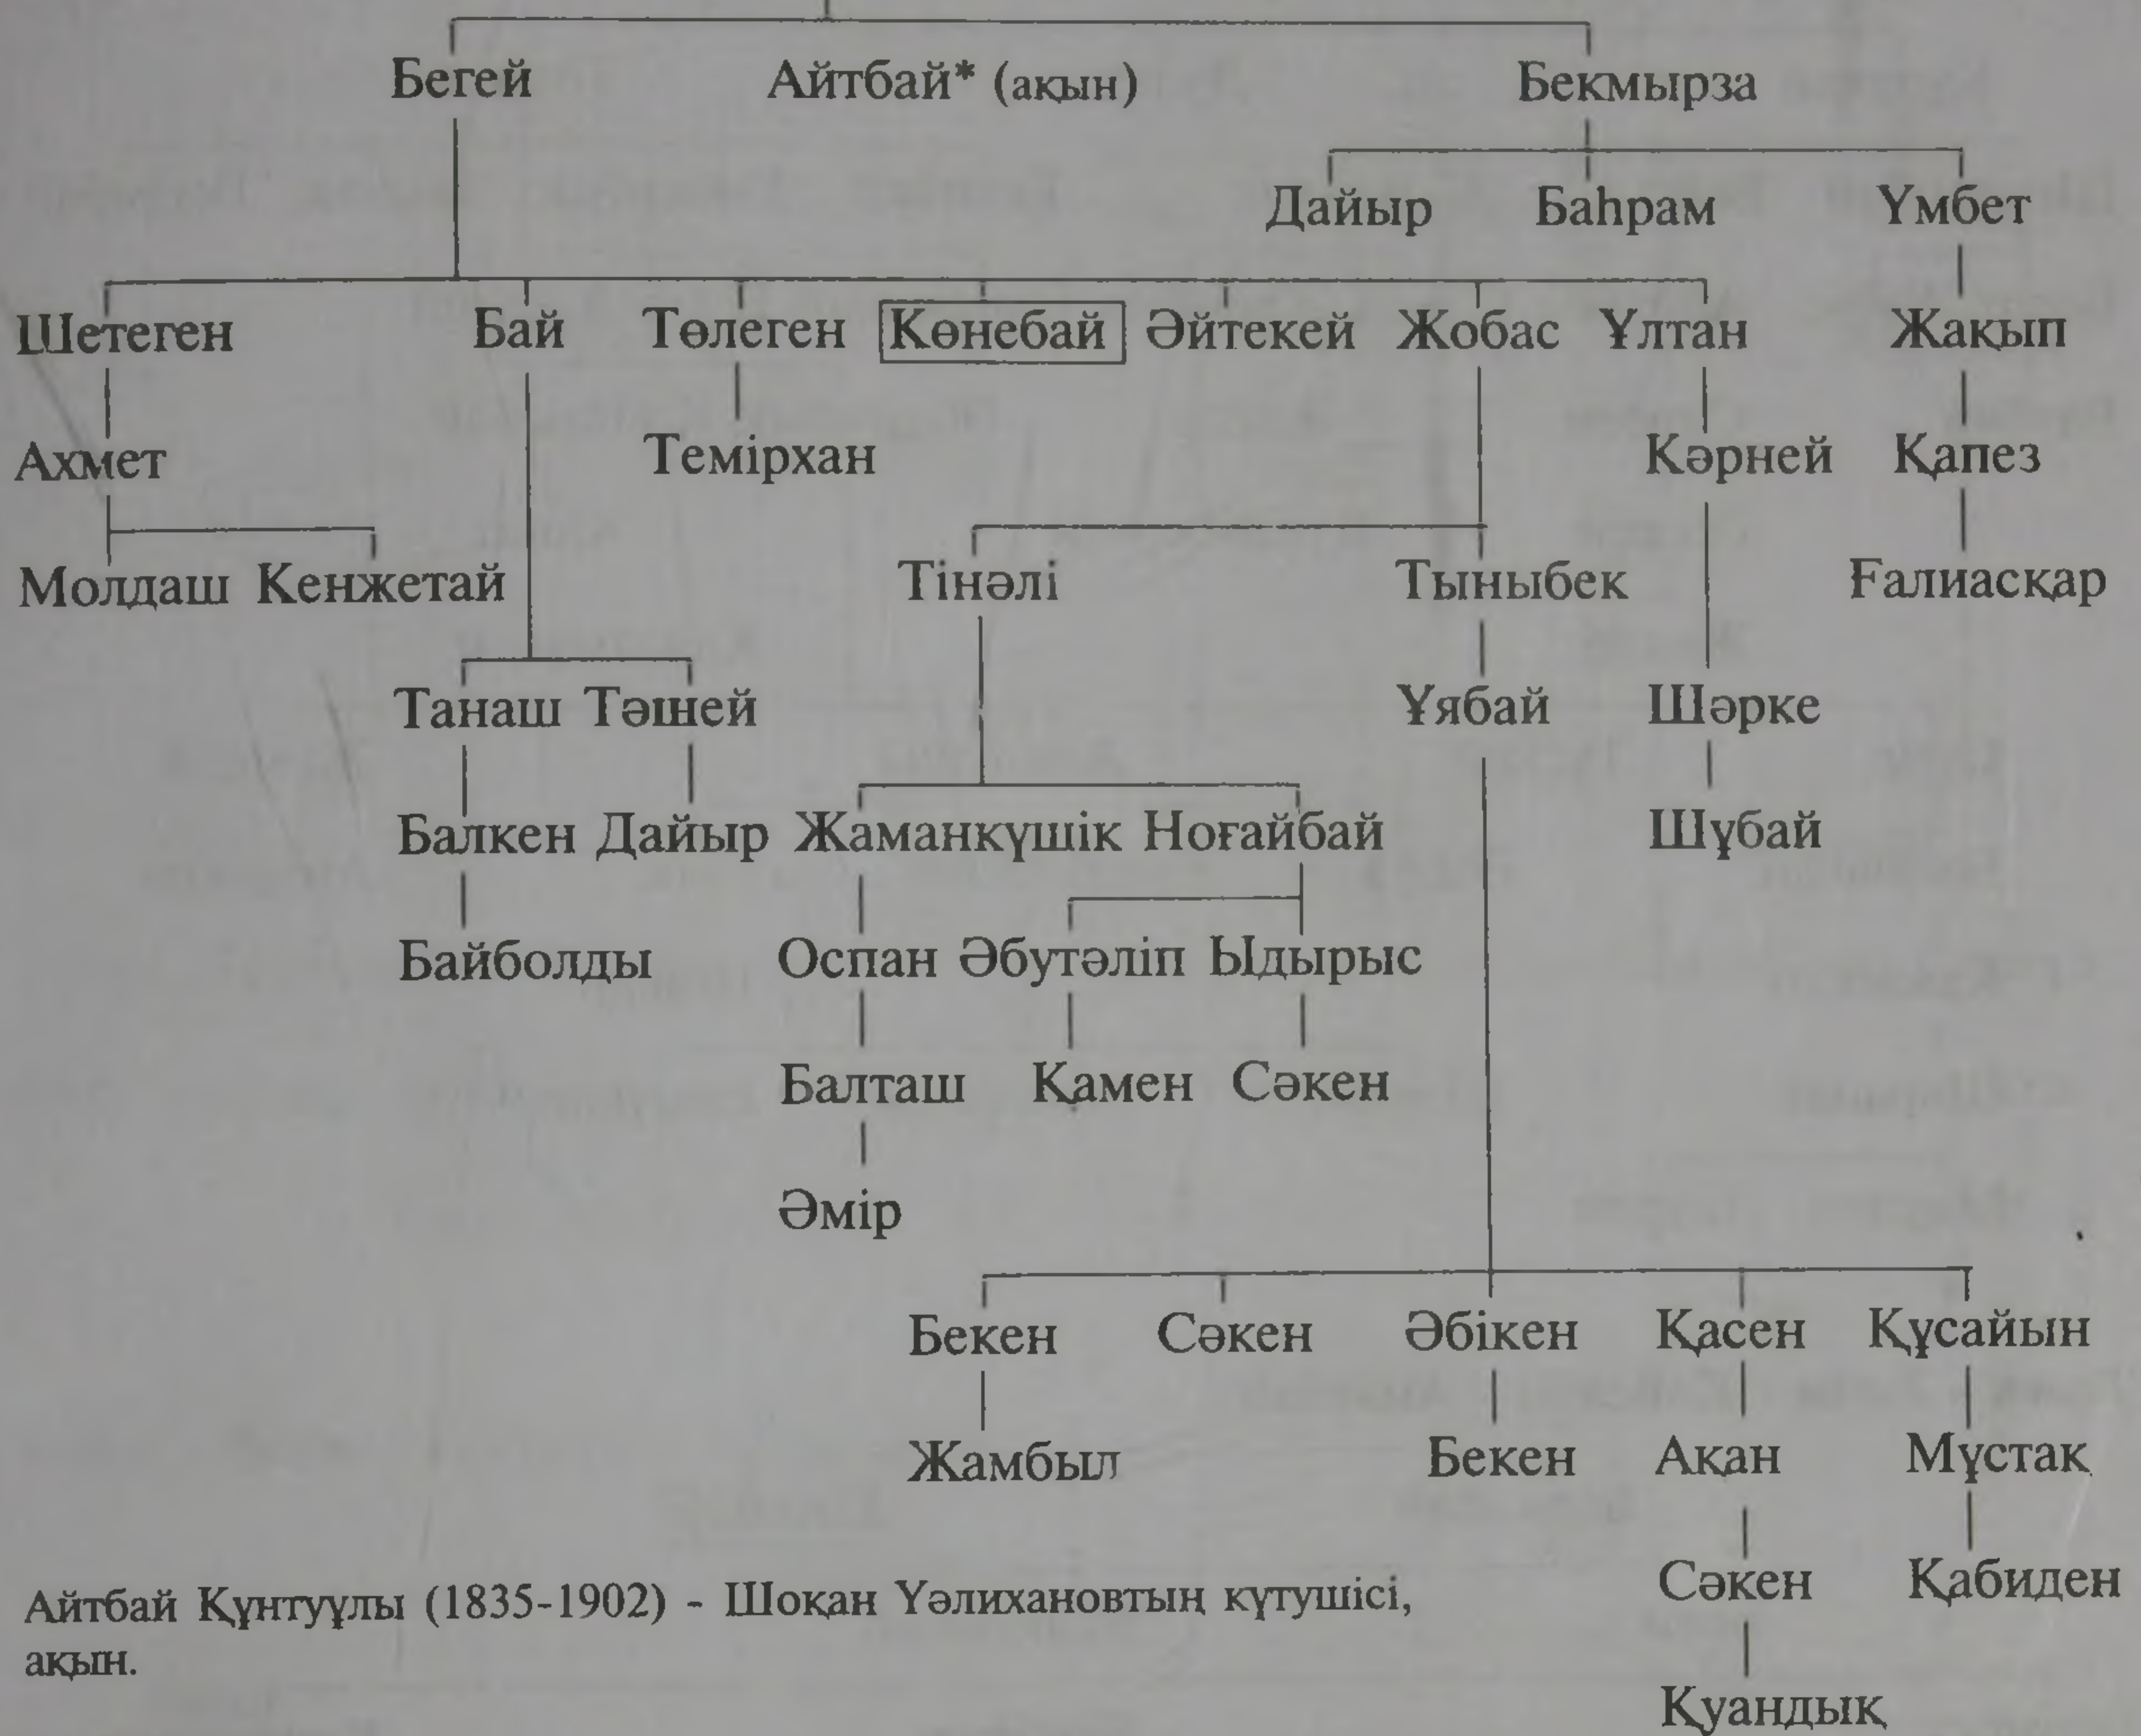 Бегей Айтбай* (ақын) Бекмырза
Дайыр Баһрам Үмбет
Шетеген Бай Төлеген Көнебай Әйтекей Жобас Ұлтан Жақып
Ахмет Темірхан Кәрней Қапез
Молдаш Кенжетай Тінәлі Тыныбек Ғалиасқар
Танаш Тәшей Ұябай Шәрке
Балкен Дайыр Жаманкүшік Ноғайбай Шұбай
Байболды Оспан Әбутәліп Ыдырыс
Балташ Қамен Сәкен
Әмір
Бекен Сәкен Әбікен Қасен Құсайын
Жамбыл Бекен Ақан Мұстақ
Сәкен Қабиден
Айтбай Құнтуұлы (1835-1902) - Шоқан Уәлихановтың күтушісі,
ақын.
Қуандық